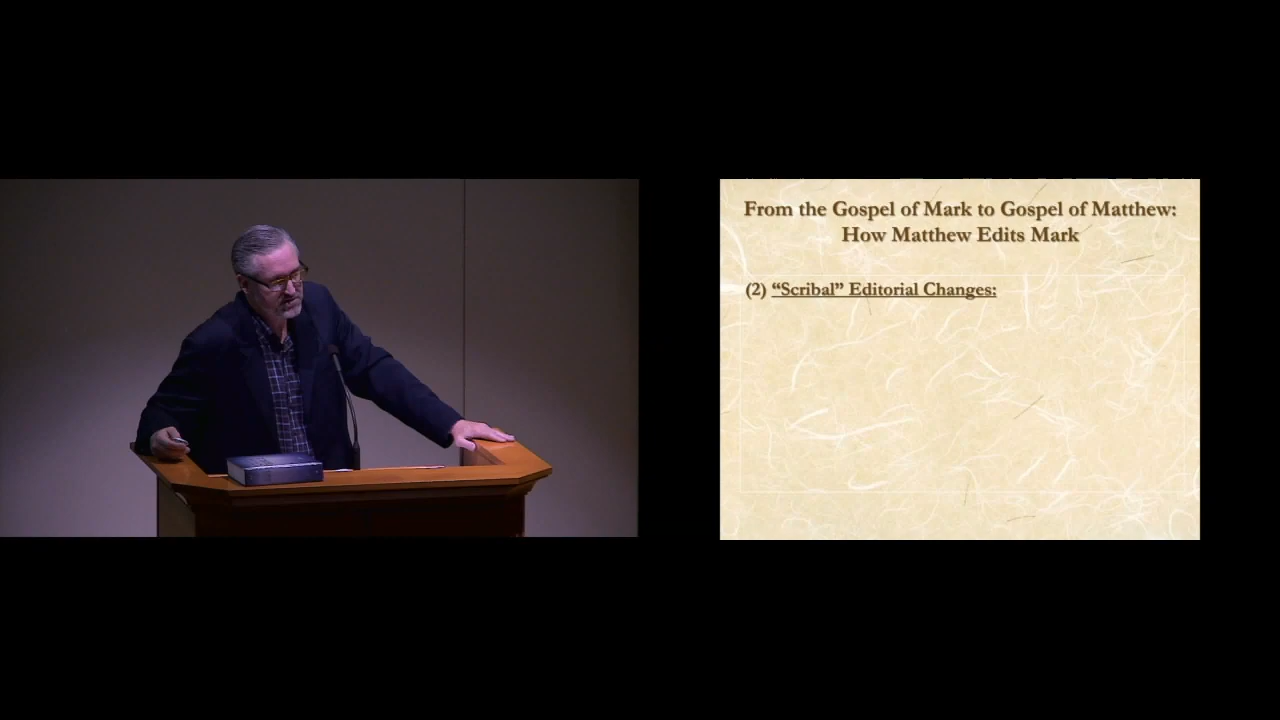 From the Gospel of Mark to Gospel of Matthew:
How Matthew Edits Mark
(2) “Scribal” Editorial Changes: